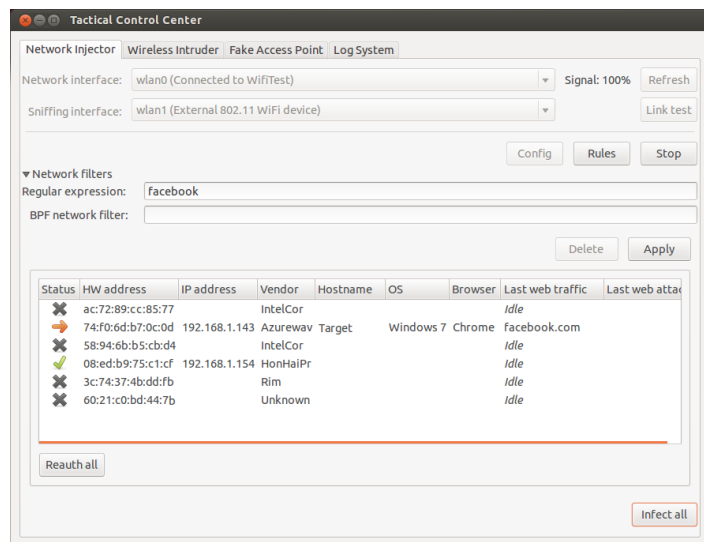 Tactical Control Center
Network Injector Wireless Intruder Fake Access Point Log System
Network interface: wlan0 (Connected to WifiTest) Signal: 100% Refresh
Sniffing interface: wlan1 (External 802.11 WiFi device) Link test
Config Rules Stop
Network filters
Regular expression: facebook
BPF network filter:
Delete Apply
Status HW address IP address Vendor Hostname OS Browser Last web traffic Last web attac
ac:72:89:cc:85:77 IntelCor Idle
74:f0:6d:b7:0c:0d 192.168.1.143 Azurewav Target Windows 7 Chrome facebook.com
58:94:6b:b5:cb:d4 IntelCor Idle
08:ed:b9:75:c1:cf 192.168.1.154 HonHaiPr Idle
3c:74:37:4b:dd:fb Rim Idle
60:21:c0:bd:44:7b Unknown Idle
Reauth all
Infect all